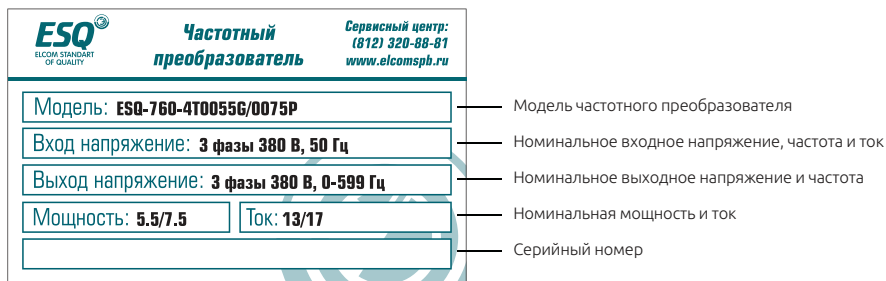 ESQ®
ELCOM STANDART
OF QUALITY
Частотный
преобразователь
Сервисный центр:
(812) 320-88-81
www.elcomspb.ru
Модель: ESQ-760-4T0055G/0075P
Модель частотного преобразователя
Вход напряжение: 3 фазы 380 В, 50 Гц
Номинальное входное напряжение, частота и ток
Выход напряжение: 3 фазы 380 В, 0-599 Гц
Номинальное выходное напряжение и частота
Мощность: 5.5/7.5
Ток: 13/17
Номинальная мощность и ток
Серийный номер